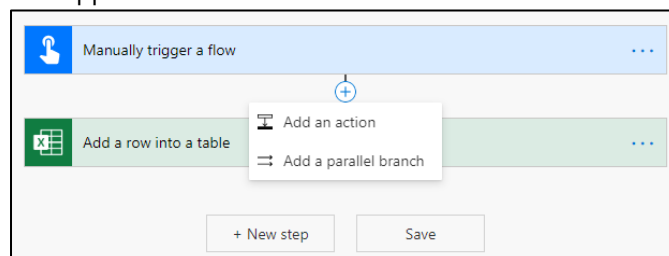 Manually trigger a flow
Add an action
Add a row into a table
Add a parallel branch
+ New step
Save